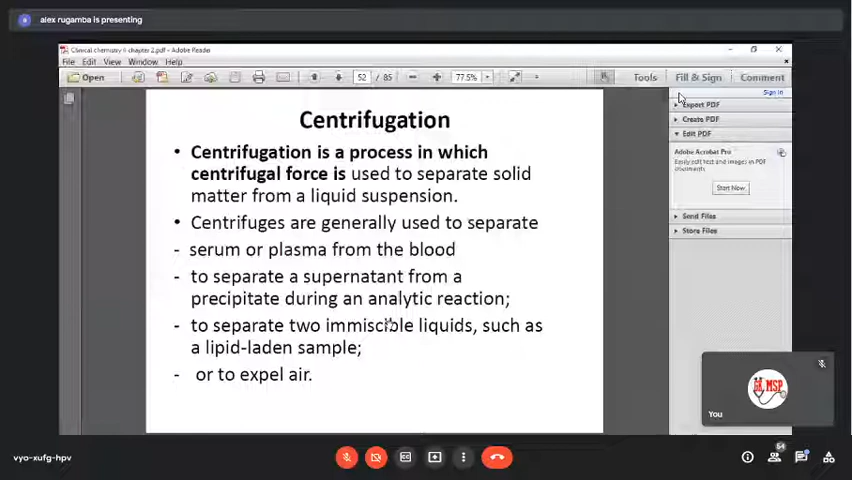 alex rugamba is presenting
Clinical chemistry II chapter 2.pdf - Adobe Reader
File Edit View Window Help
Open 52 / 85 77.5% Tools Fill & Sign Comment
Sign In
Export PDF
Create PDF
Edit PDF
Adobe Acrobat Pro
Easily edit text and images in PDF
documents
Start Now
Send Files
Store Files
Centrifugation
• Centrifugation is a process in which
centrifugal force is used to separate solid
matter from a liquid suspension.
• Centrifuges are generally used to separate
- serum or plasma from the blood
- to separate a supernatant from a
precipitate during an analytic reaction;
- to separate two immiscible liquids, such as
a lipid-laden sample;
- or to expel air.
MSP
You
vyo-xufg-hpv
54